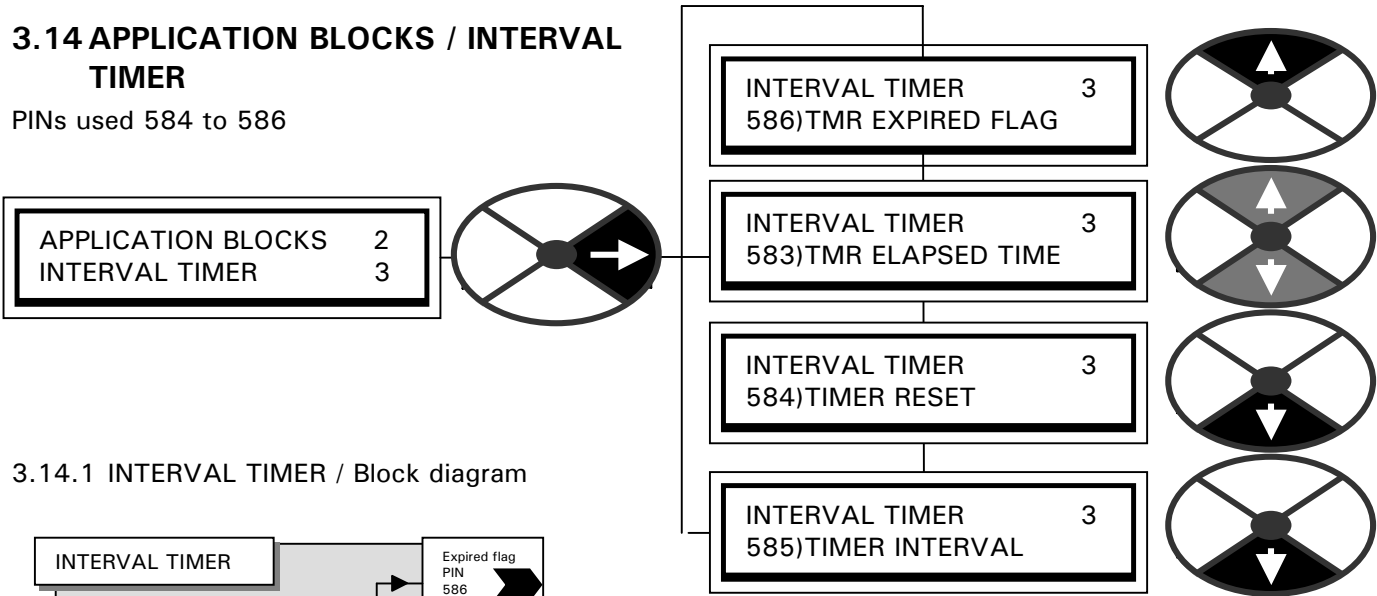 3.14 APPLICATION BLOCKS / INTERVAL
TIMER
PINs used 584 to 586
APPLICATION BLOCKS 2
INTERVAL TIMER 3
INTERVAL TIMER 3
586)TMR EXPIRED FLAG
INTERVAL TIMER 3
583)TMR ELAPSED TIME
INTERVAL TIMER 3
584)TIMER RESET
INTERVAL TIMER 3
585)TIMER INTERVAL
3.14.1 INTERVAL TIMER / Block diagram
INTERVAL TIMER
Expired flag
PIN
586